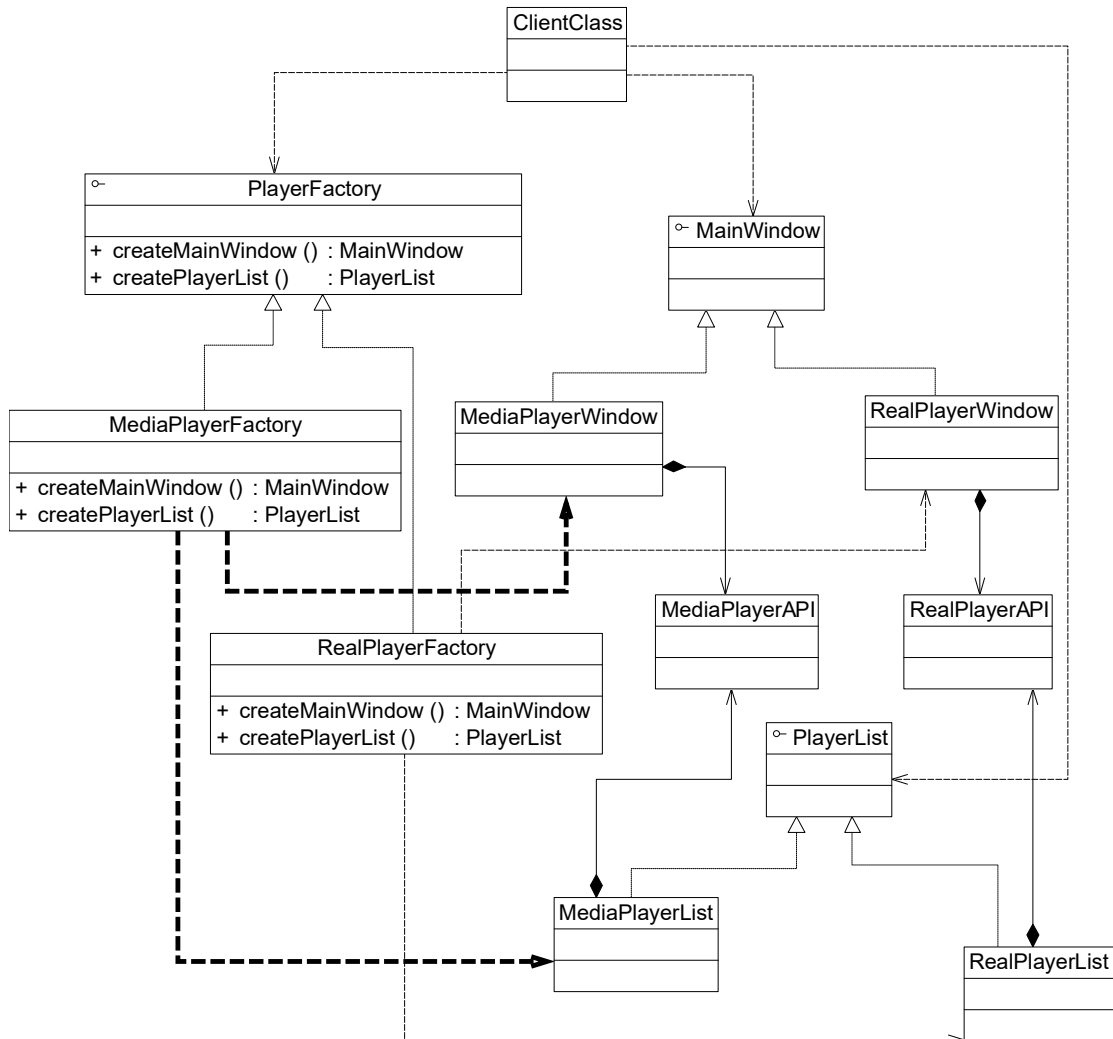 ClientClass
PlayerFactory
+ createMainWindow () : MainWindow
+ createPlayerList () : PlayerList
MainWindow
MediaPlayerFactory
+ createMainWindow () : MainWindow
+ createPlayerList () : PlayerList
MediaPlayerWindow
RealPlayerWindow
MediaPlayerAPI
RealPlayerAPI
RealPlayerFactory
+ createMainWindow () : MainWindow
+ createPlayerList () : PlayerList
PlayerList
MediaPlayerList
RealPlayerList